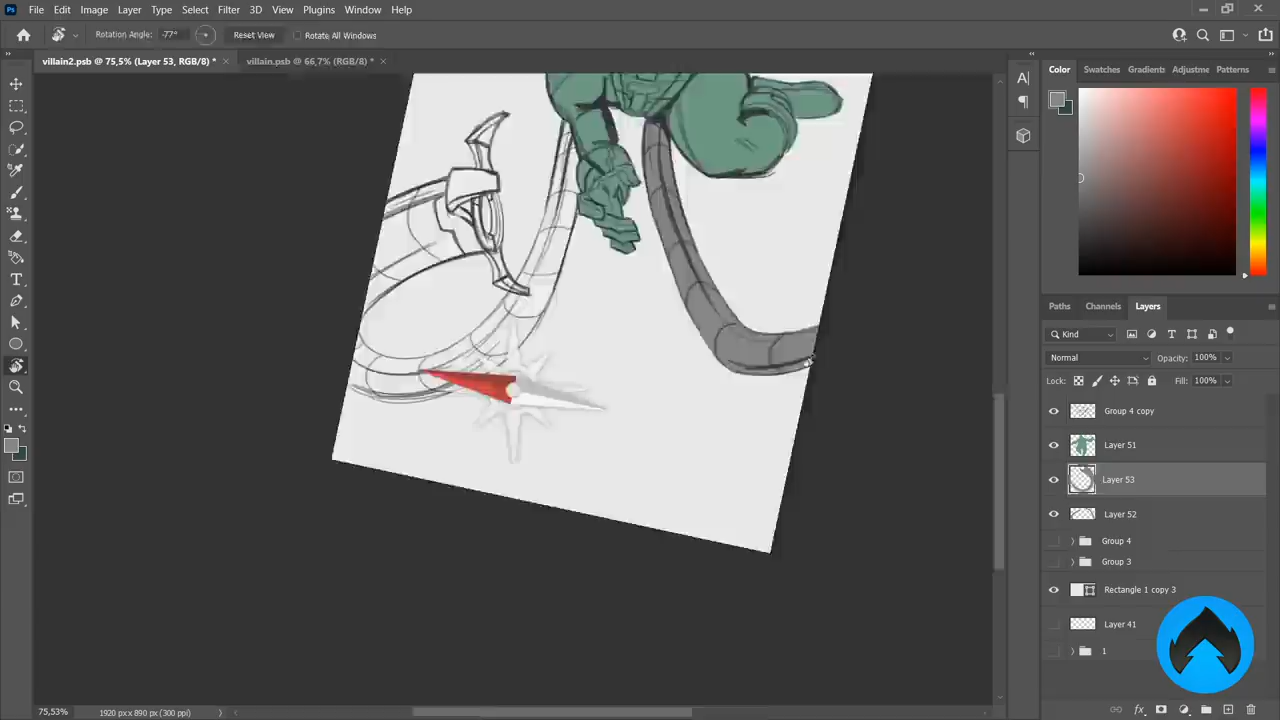 Ps File Edit Image Layer Type Select Filter 3D View Plugins Window Help
Rotation Angle: -77° Reset View Rotate All Windows
villain2.psb @ 75,5% (Layer 53, RGB/8) * × villain.psb @ 66,7% (RGB/8) * ×
Color Swatches Gradient: Adjustme Patterns
Paths Channels Layers
Kind
Normal Opacity: 100%
Lock: Fill: 100%
Group 4 copy
Layer 51
Layer 53
Layer 52
Group 4
Group 3
Rectangle 1 copy 3
Layer 41
1
75,53% 1920 px x 890 px (300 ppi)